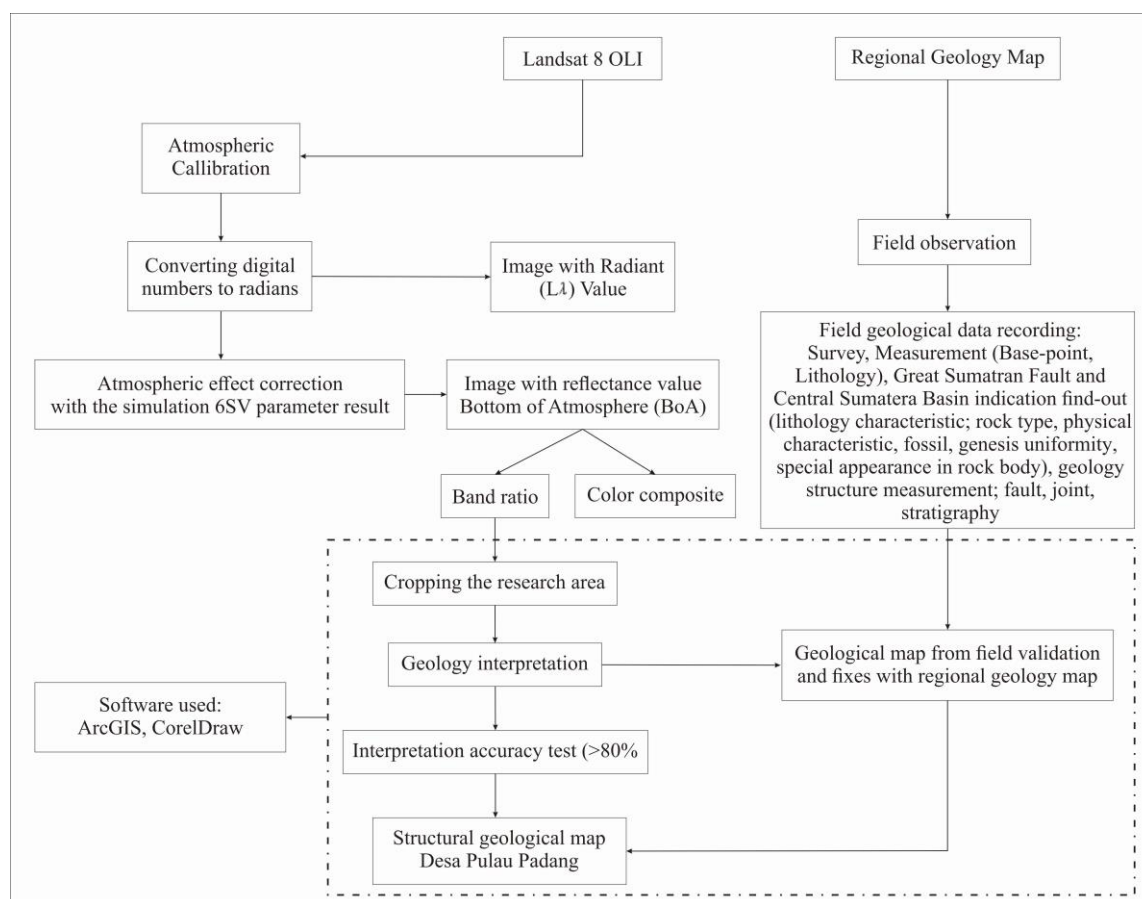 Landsat 8 OLI
Regional Geology Map
Atmospheric
Callibration
Field observation
Converting digital
numbers to radians
Image with Radiant
(Lλ) Value
Field geological data recording:
Survey, Measurement (Base-point,
Lithology), Great Sumatran Fault and
Central Sumatera Basin indication find-out
(lithology characteristic; rock type, physical
characteristic, fossil, genesis uniformity,
special appearance in rock body), geology
structure measurement; fault, joint,
stratigraphy
Atmospheric effect correction
with the simulation 6SV parameter result
Image with reflectance value
Bottom of Atmosphere (BoA)
Band ratio
Color composite
Cropping the research area
Geology interpretation
Geological map from field validation
and fixes with regional geology map
Software used:
ArcGIS, CorelDraw
Interpretation accuracy test (>80%
Structural geological map
Desa Pulau Padang